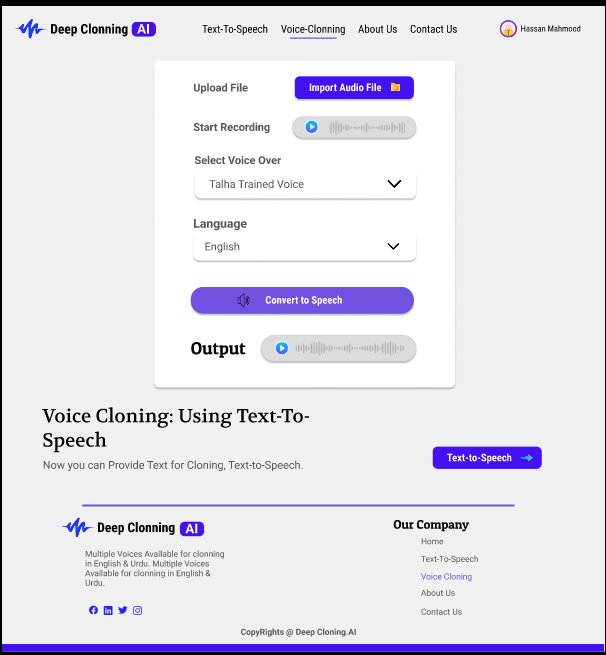 Deep Clonning AI
Text-To-Speech
Voice-Clonning
About Us
Contact Us
Hassan Mahmood
Upload File
Import Audio File
Start Recording
Select Voice Over
Talha Trained Voice
Language
English
Convert to Speech
Output
Voice Cloning: Using Text-To-
Speech
Now you can Provide Text for Cloning, Text-to-Speech.
Text-to-Speech
Deep Clonning AI
Multiple Voices Available for clonning
in English & Urdu. Multiple Voices
Available for clonning in English &
Urdu.
Our Company
Home
Text-To-Speech
Voice Cloning
About Us
Contact Us
CopyRights @ Deep Cloning.AI